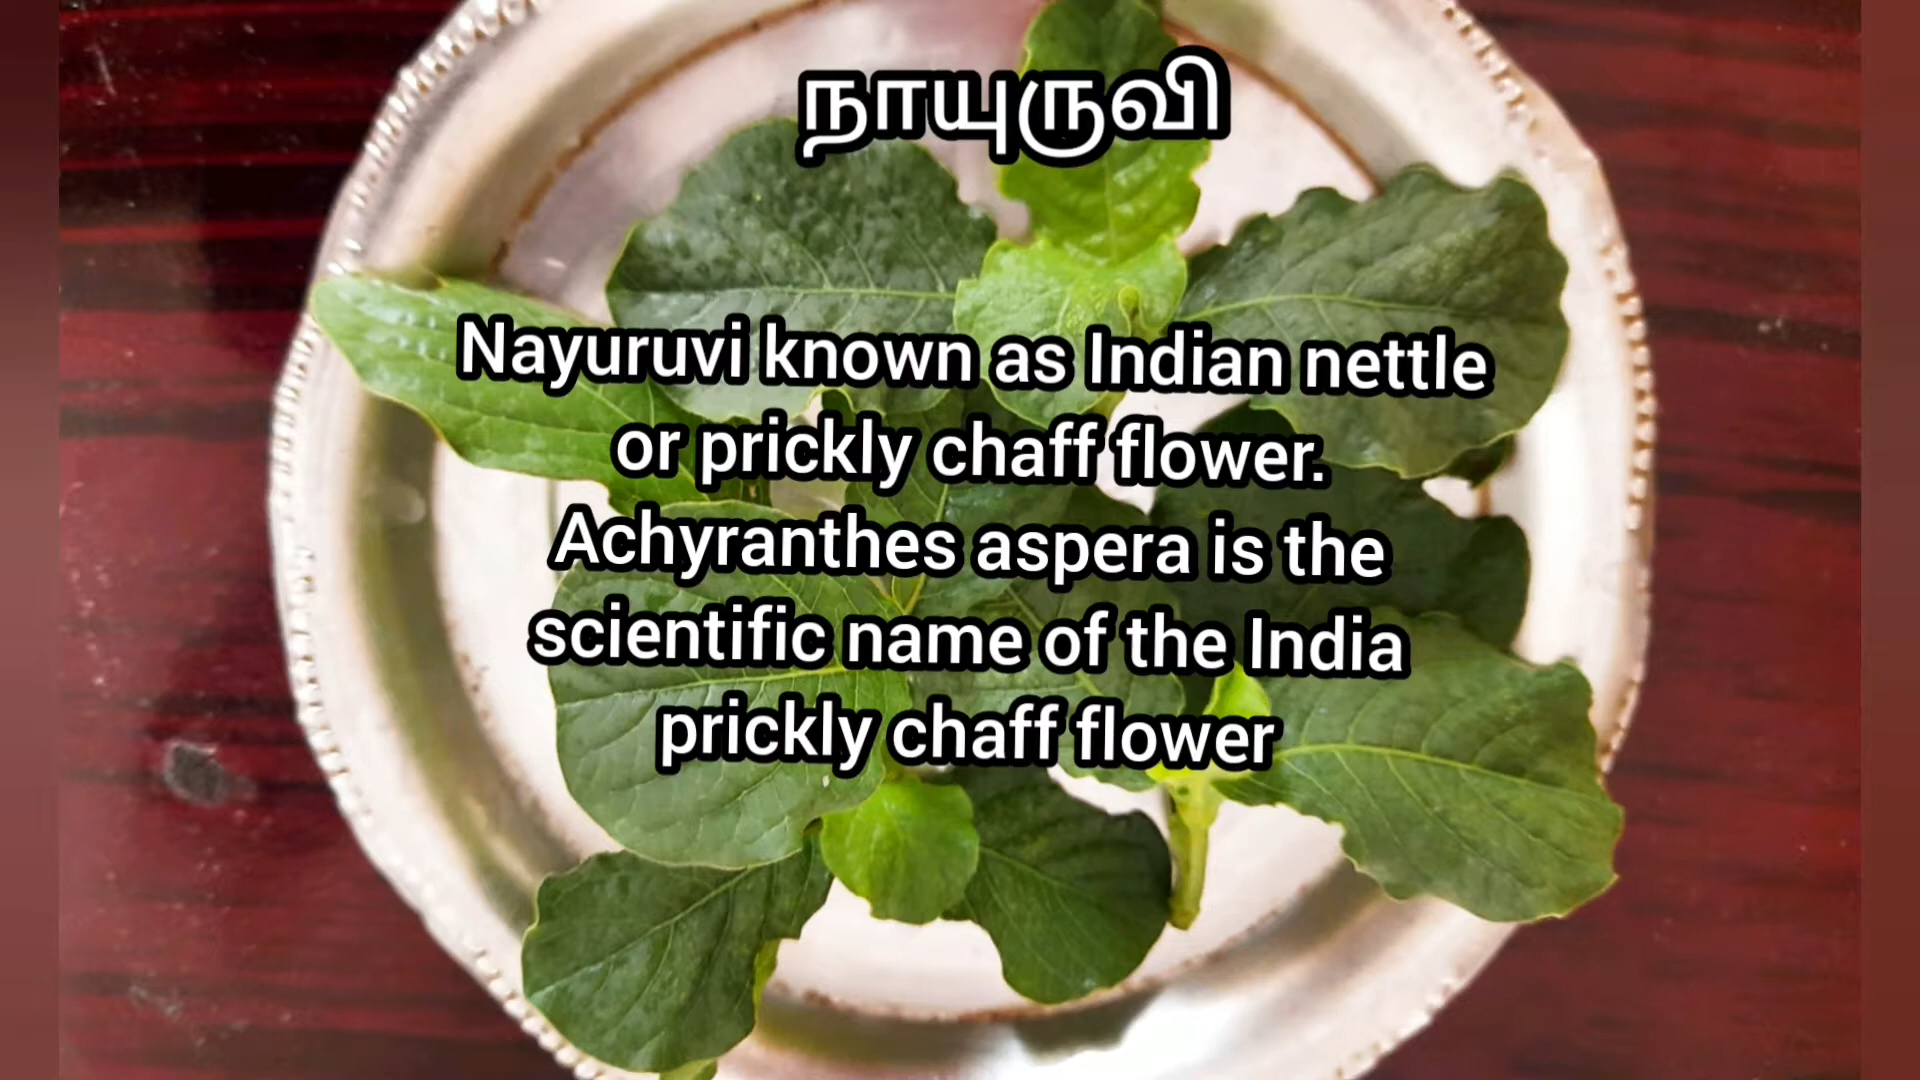 நாயுருவி
Nayuruvi known as Indian nettle
or prickly chaff flower.
Achyranthes aspera is the
scientific name of the India
prickly chaff flower